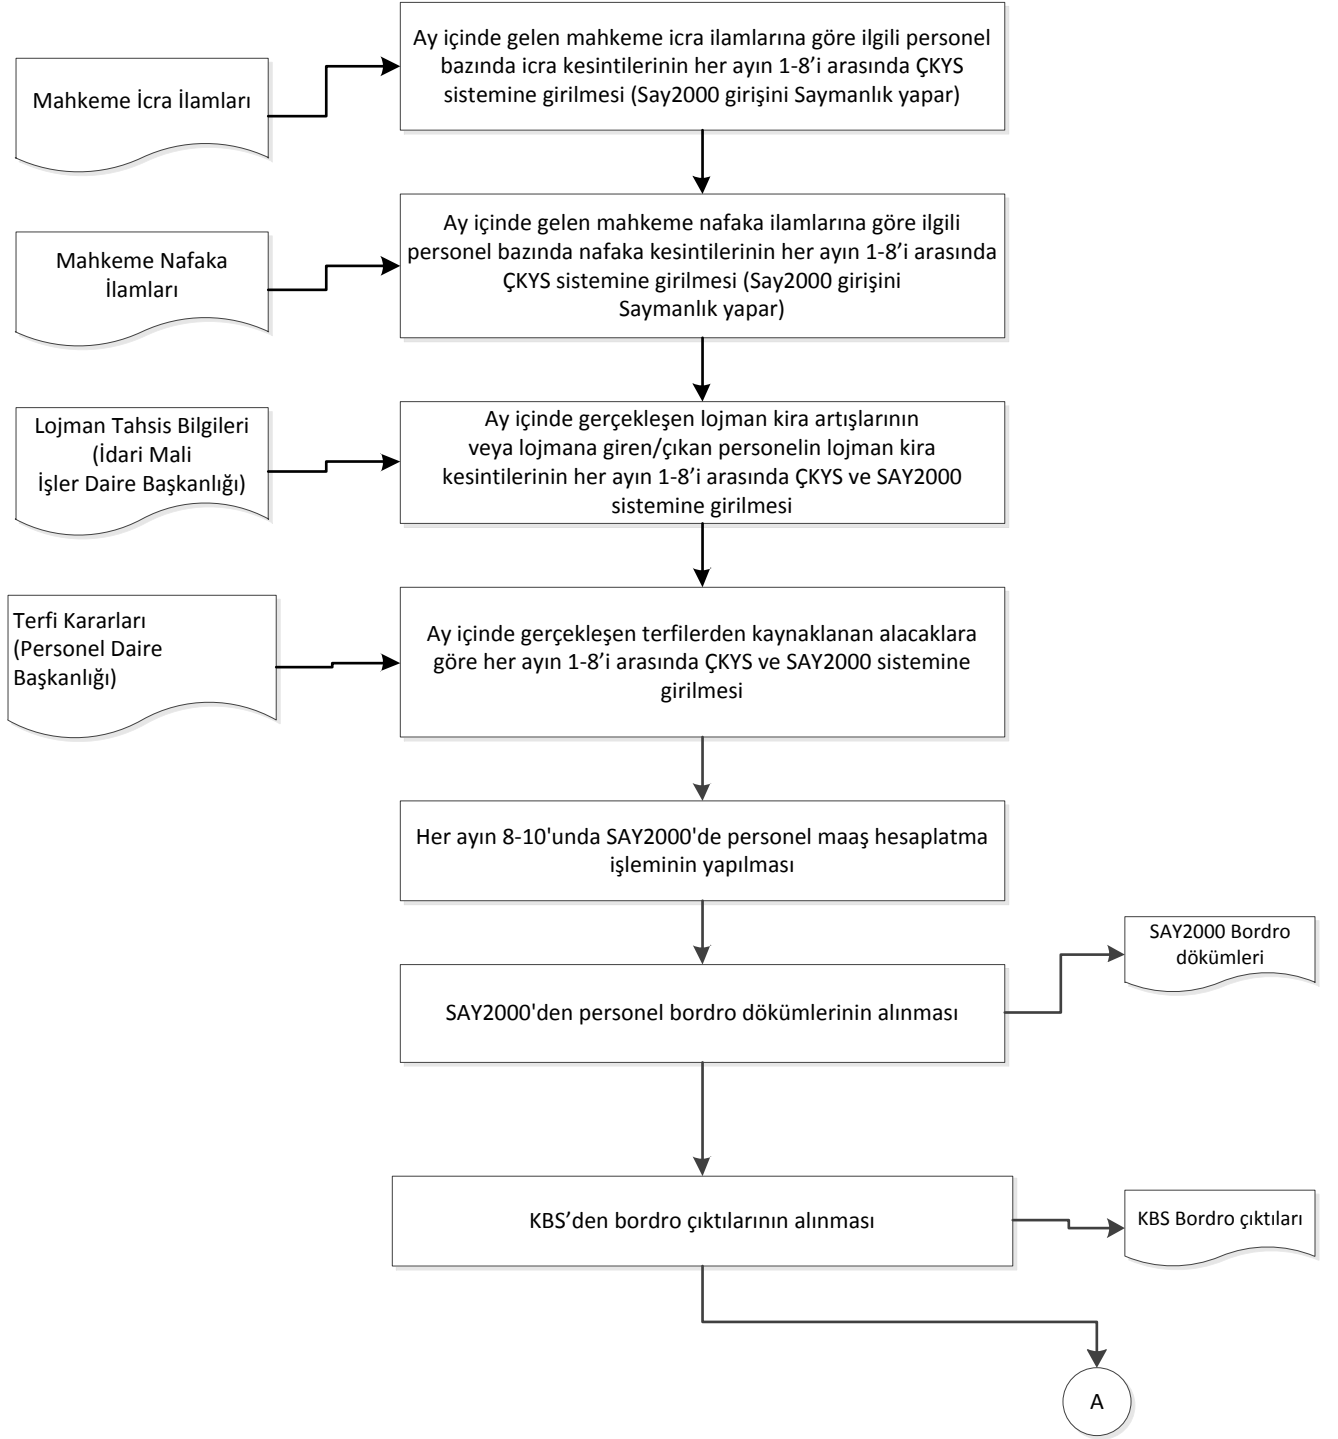 Ay içinde gelen mahkeme icra ilamlarına göre ilgili personel
bazında icra kesintilerinin her ayın 1-8’i arasında ÇKYS
sistemine girilmesi (Say2000 girişini Saymanlık yapar)
Mahkeme İcra İlamları
Ay içinde gelen mahkeme nafaka ilamlarına göre ilgili
personel bazında nafaka kesintilerinin her ayın 1-8’i arasında
ÇKYS sistemine girilmesi (Say2000 girişini
Saymanlık yapar)
Mahkeme Nafaka
İlamları
Ay içinde gerçekleşen lojman kira artışlarının
veya lojmana giren/çıkan personelin lojman kira
kesintilerinin her ayın 1-8’i arasında ÇKYS ve SAY2000
sistemine girilmesi
Lojman Tahsis Bilgileri
(İdari Mali
İşler Daire Başkanlığı)
Terfi Kararları
(Personel Daire
Başkanlığı)
Ay içinde gerçekleşen terfilerden kaynaklanan alacaklara
göre her ayın 1-8’i arasında ÇKYS ve SAY2000 sistemine
girilmesi
Her ayın 8-10'unda SAY2000'de personel maaş hesaplatma
işleminin yapılması
SAY2000 Bordro
dökümleri
SAY2000'den personel bordro dökümlerinin alınması
KBS’den bordro çıktılarının alınması
KBS Bordro çıktıları
A